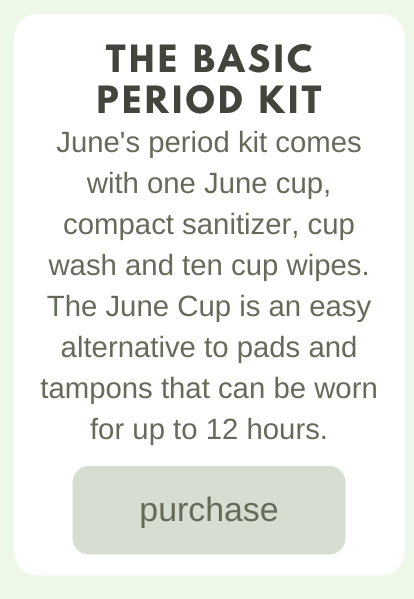 THE BASIC
PERIOD KIT
June's period kit comes
with one June cup,
compact sanitizer, cup
wash and ten cup wipes.
The June Cup is an easy
alternative to pads and
tampons that can be worn
for up to 12 hours.
purchase